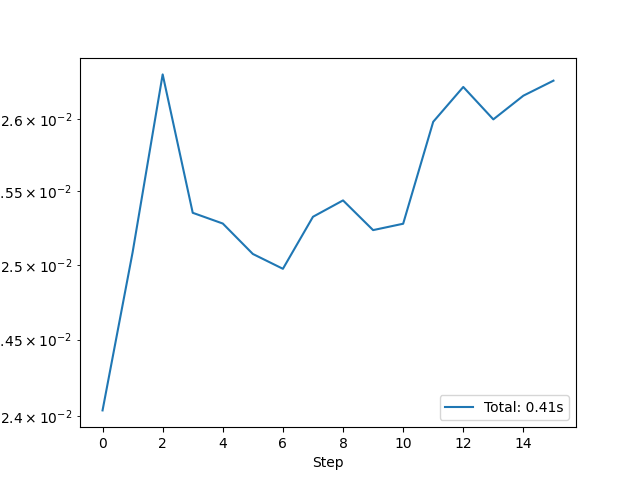 2.6 × 10⁻²
.55 × 10⁻²
2.5 × 10⁻²
.45 × 10⁻²
2.4 × 10⁻²
Total: 0.41s
0 2 4 6 8 10 12 14
Step